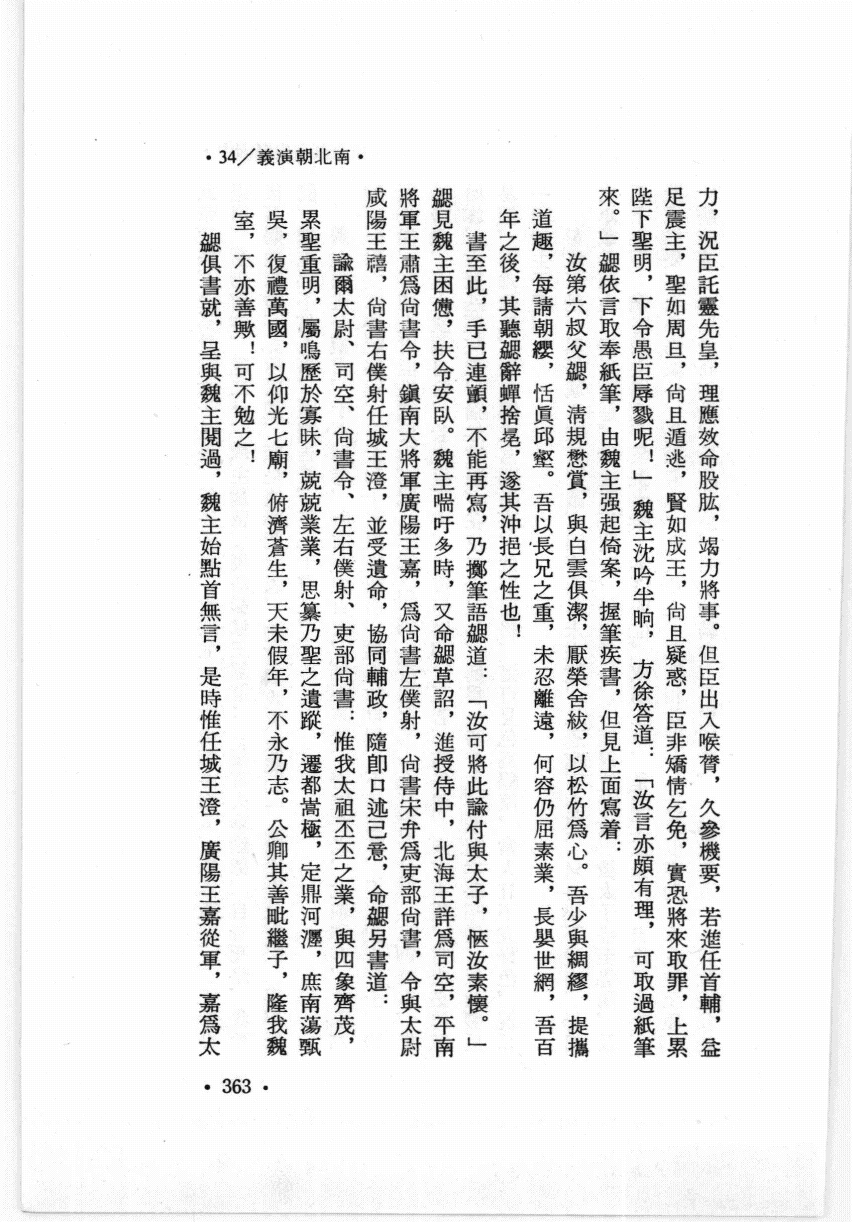 ·南北朝演義／34·
力，況臣託靈先皇，理應效命股肱，竭力將事。但臣出入喉膂，久參機要，若進任首輔，益
足震主，聖如周旦，尙且遁逃，賢如成王，尙且疑惑，臣非矯情乞免，實恐將來取罪，上累
陛下聖明，下令愚臣辱戮呢！」魏主沈吟半晌，方徐答道：「汝言亦頗有理，可取過紙筆
來。」勰依言取奉紙筆，由魏主强起倚案，握筆疾書，但見上面寫着：
汝第六叔父勰，淸規懋賞，與白雲俱潔，厭榮舍紱，以松竹爲心。吾少與綢繆，提攜
道趣，每請朝纓，恬眞邱壑。吾以長兄之重，未忍離遠，何容仍屈素業，長嬰世網，吾百
年之後，其聽勰辭蟬捨冕，遂其沖挹之性也！
書至此，手已連顫，不能再寫，乃擲筆語勰道：「汝可將此諭付與太子，愜汝素懷。」
勰見魏主困憊，扶令安臥。魏主喘吁多時，又命勰草詔，進授侍中，北海王詳爲司空，平南
將軍王肅爲尙書令，鎭南大將軍廣陽王嘉，爲尙書左僕射，尙書宋弁爲吏部尙書，令與太尉
咸陽王禧，尙書右僕射任城王澄，並受遺命，協同輔政，隨卽口述己意，命勰另書道：
諭爾太尉、司空、尙書令、左右僕射、吏部尙書：惟我太祖丕丕之業，與四象齊茂，
累聖重明，屬鳴歷於寡昧，兢兢業業，思纂乃聖之遺蹤，遷都嵩極，定鼎河瀍，庶南蕩甌
吳，復禮萬國，以仰光七廟，俯濟蒼生，天未假年，不永乃志。公卿其善毗繼子，隆我魏
室，不亦善歟！可不勉之！
勰俱書就，呈與魏主閱過，魏主始點首無言，是時惟任城王澄，廣陽王嘉從軍，嘉爲太
·363·